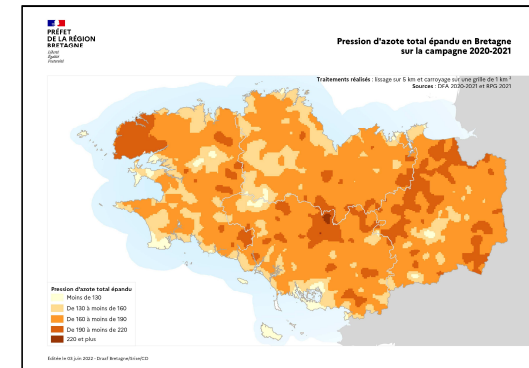 PRÉFET
DE LA RÉGION
BRETAGNE
Liberté
Égalité
Fraternité
Pression d'azote total épandu en Bretagne
sur la campagne 2020-2021
Traitements réalisés : lissage sur 5 km et carroyage sur une grille de 1 km ²
Sources : DFA 2020-2021 et RPG 2021
Pression d'azote total épandu
Moins de 130
De 130 à moins de 160
De 160 à moins de 190
De 190 à moins de 220
220 et plus
Éditée le 03 juin 2022 - Draaf Bretagne/Srise/CD